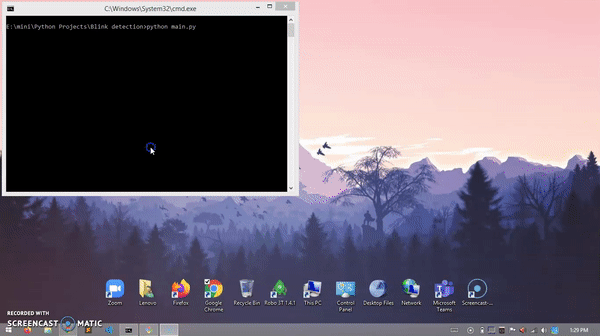 C:\Windows\System32\cmd.exe
E:\mini\Python Projects\Blink detection>python main.py
Zoom
Lenovo
Firefox
Google Chrome
Recycle Bin
Robo 3T 1.4.1
This PC
Control Panel
Desktop Files
Network
Microsoft Teams
Screencast-...
RECORDED WITH
SCREENCAST MATIC
5:29 PM